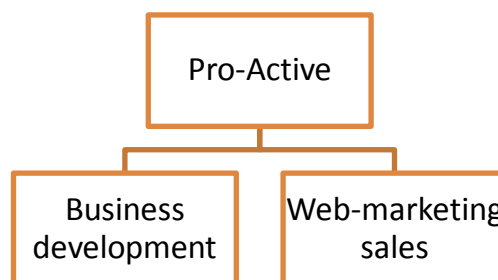 Pro-Active
Business
development
Web-marketing
sales